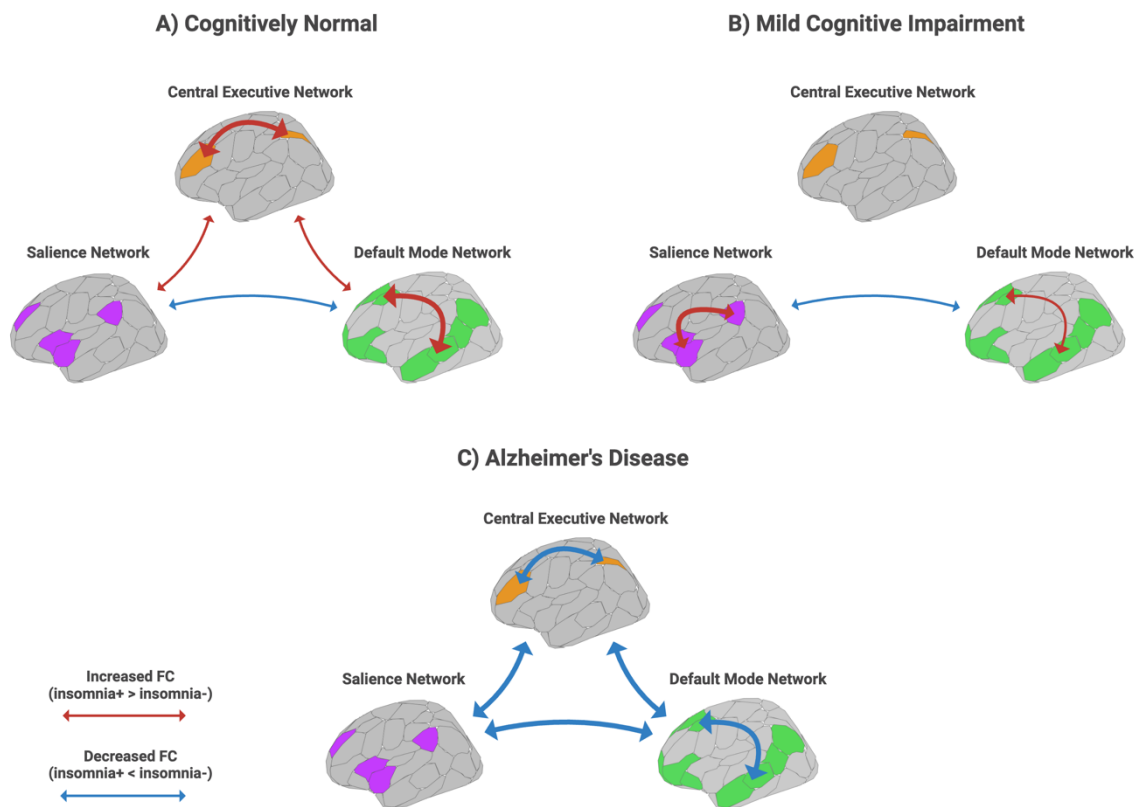 A) Cognitively Normal
Central Executive Network
Salience Network
Default Mode Network
B) Mild Cognitive Impairment
Central Executive Network
Salience Network
Default Mode Network
C) Alzheimer's Disease
Central Executive Network
Salience Network
Default Mode Network
Increased FC
(insomnia+ > insomnia-)
Decreased FC
(insomnia+ < insomnia-)